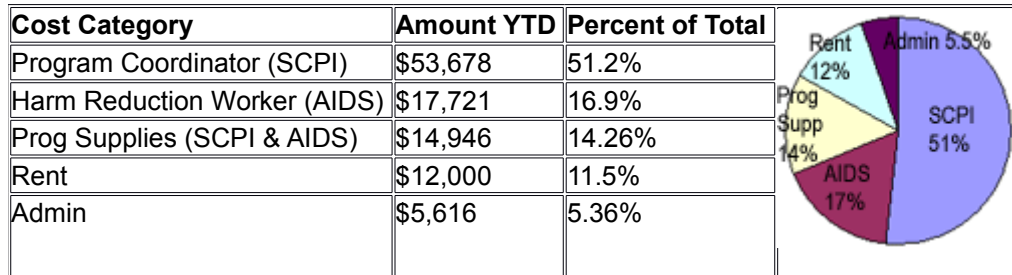 Cost Category Amount YTD Percent of Total
Program Coordinator (SCPI) $53,678 51.2%
Harm Reduction Worker (AIDS) $17,721 16.9%
Prog Supplies (SCPI & AIDS) $14,946 14.26%
Rent $12,000 11.5%
Admin $5,616 5.36%
Rent
12%
Admin 5.5%
Prog
Supp
14%
SCPI
51%
AIDS
17%